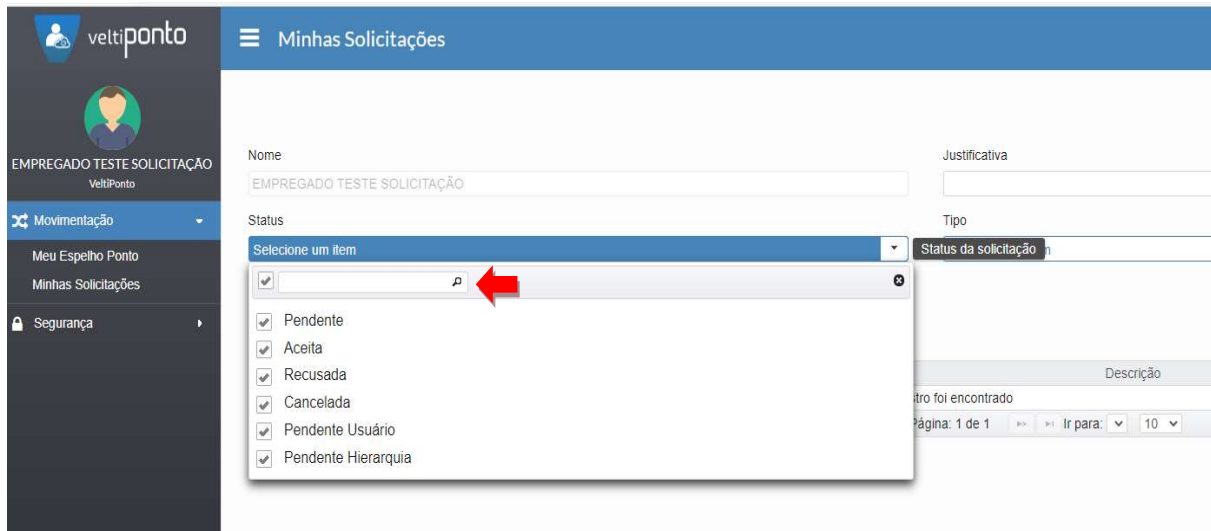 veltiponto
Minhas Solicitações
EMPREGADO TESTE SOLICITAÇÃO
VeltiPonto
Movimentação
Meu Espelho Ponto
Minhas Solicitações
Segurança
Nome
Justificativa
EMPREGADO TESTE SOLICITAÇÃO
Status
Tipo
Selecione um item
Status da solicitação
Pendente
Aceita
Recusada
Cancelada
Pendente Usuário
Pendente Hierarquia
Descrição
foi encontrado
Página: 1 de 1 Ir para: 10